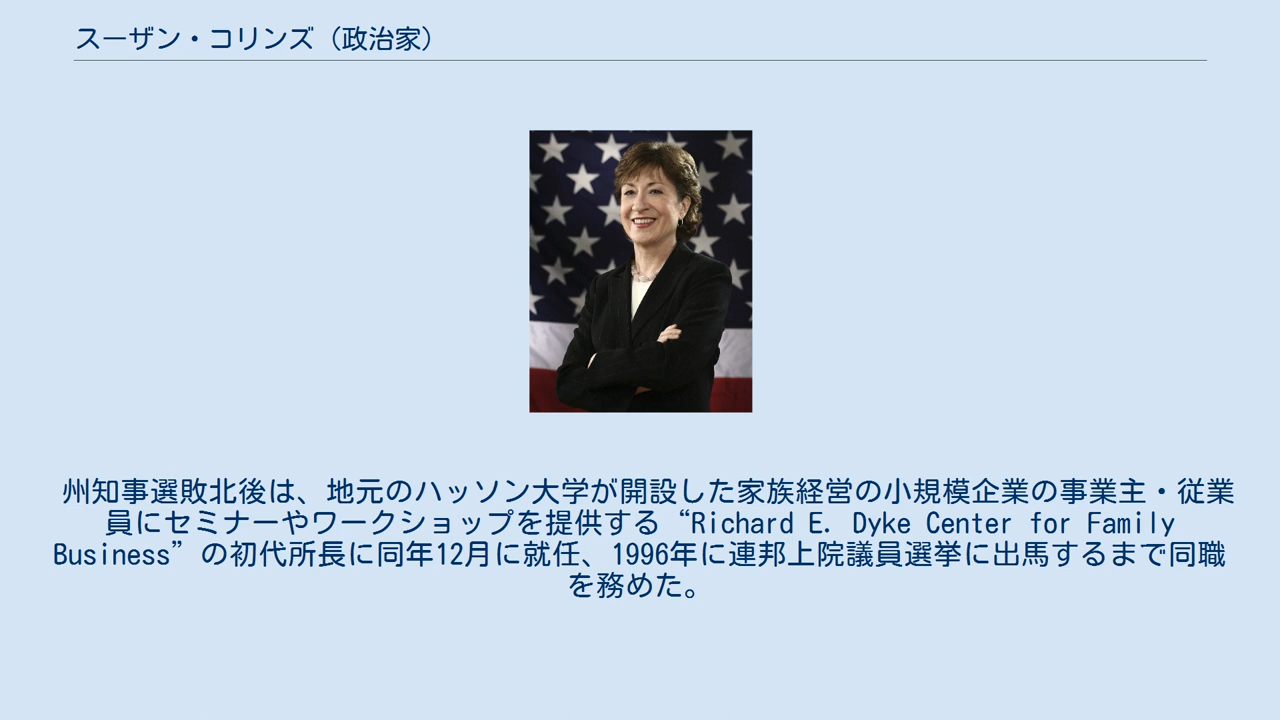 スーザン・コリンズ（政治家）
州知事選敗北後は、地元のハッソン大学が開設した家族経営の小規模企業の事業主・従業
員にセミナーやワークショップを提供する“Richard E. Dyke Center for Family
Business”の初代所長に同年12月に就任、1996年に連邦上院議員選挙に出馬するまで同職
を務めた。